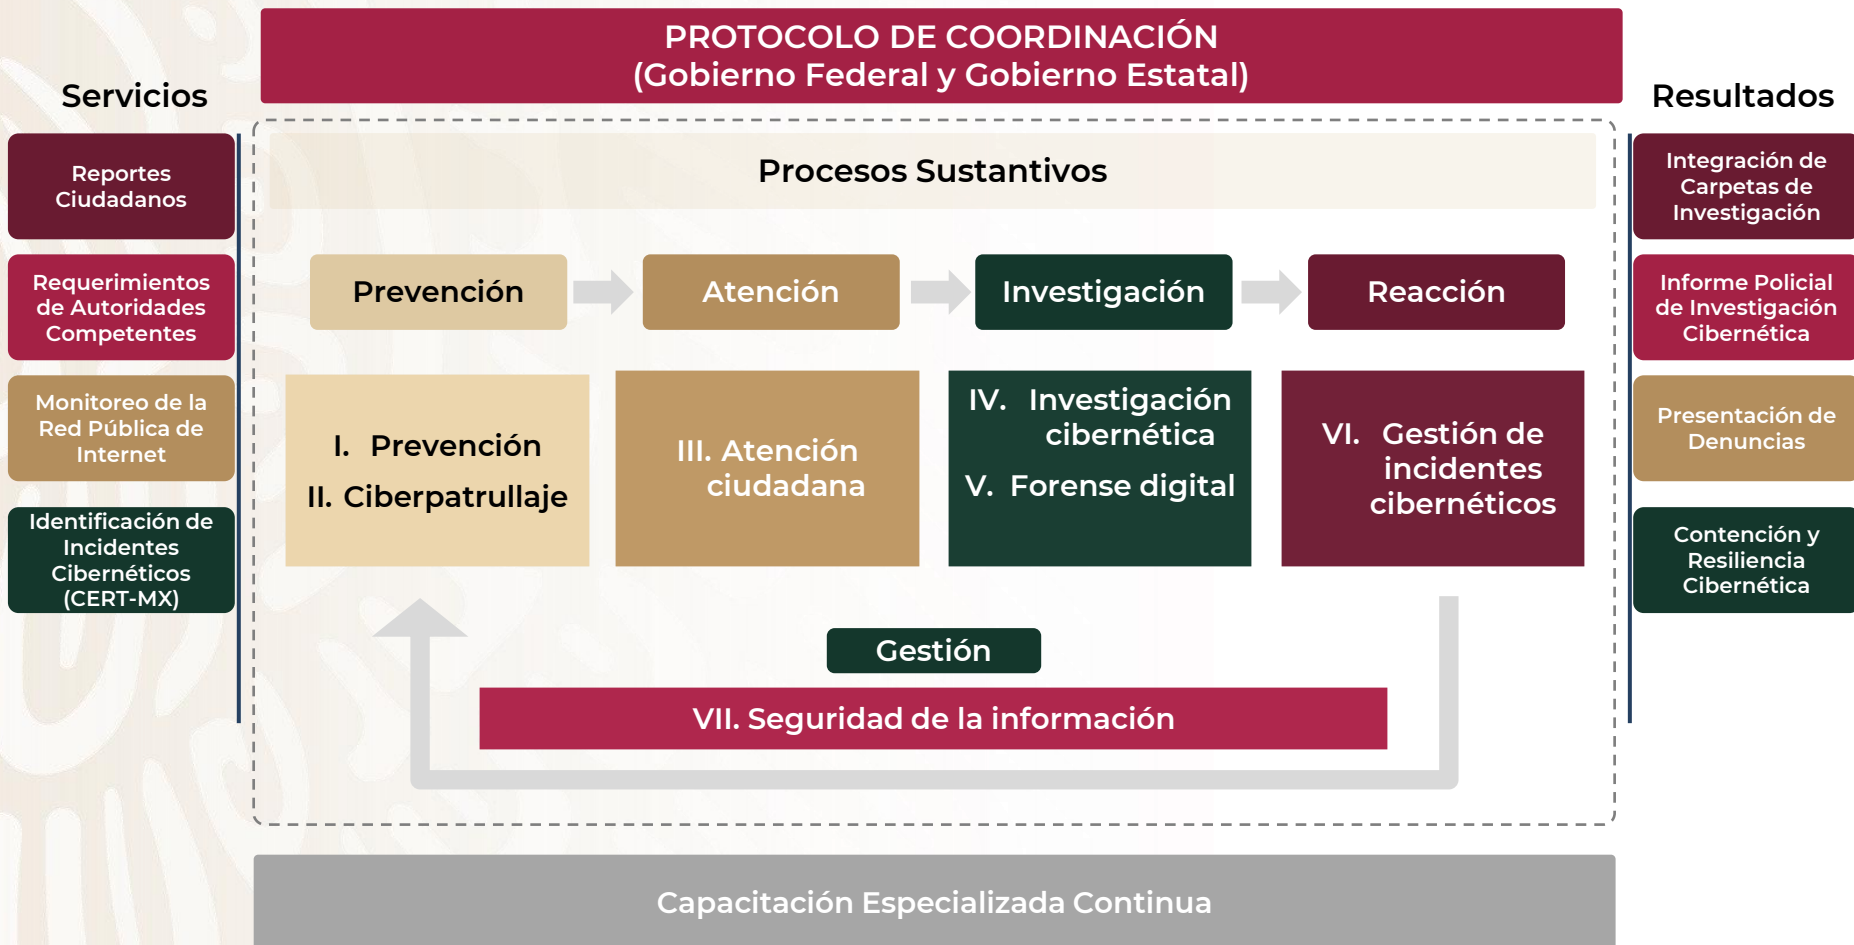 PROTOCOLO DE COORDINACIÓN
(Gobierno Federal y Gobierno Estatal)
Servicios
Reportes
Ciudadanos
Requerimientos
de Autoridades
Competentes
Monitoreo de la
Red Pública de
Internet
Identificación de
Incidentes
Cibernéticos
(CERT-MX)
Procesos Sustantivos
Prevención
Atención
Investigación
Reacción
I. Prevención
II. Ciberpatrullaje
III. Atención
ciudadana
IV. Investigación
cibernética
V. Forense digital
VI. Gestión de
incidentes
cibernéticos
Gestión
VII. Seguridad de la información
Resultados
Integración de
Carpetas de
Investigación
Informe Policial
de Investigación
Cibernética
Presentación de
Denuncias
Contención y
Resiliencia
Cibernética
Capacitación Especializada Continua